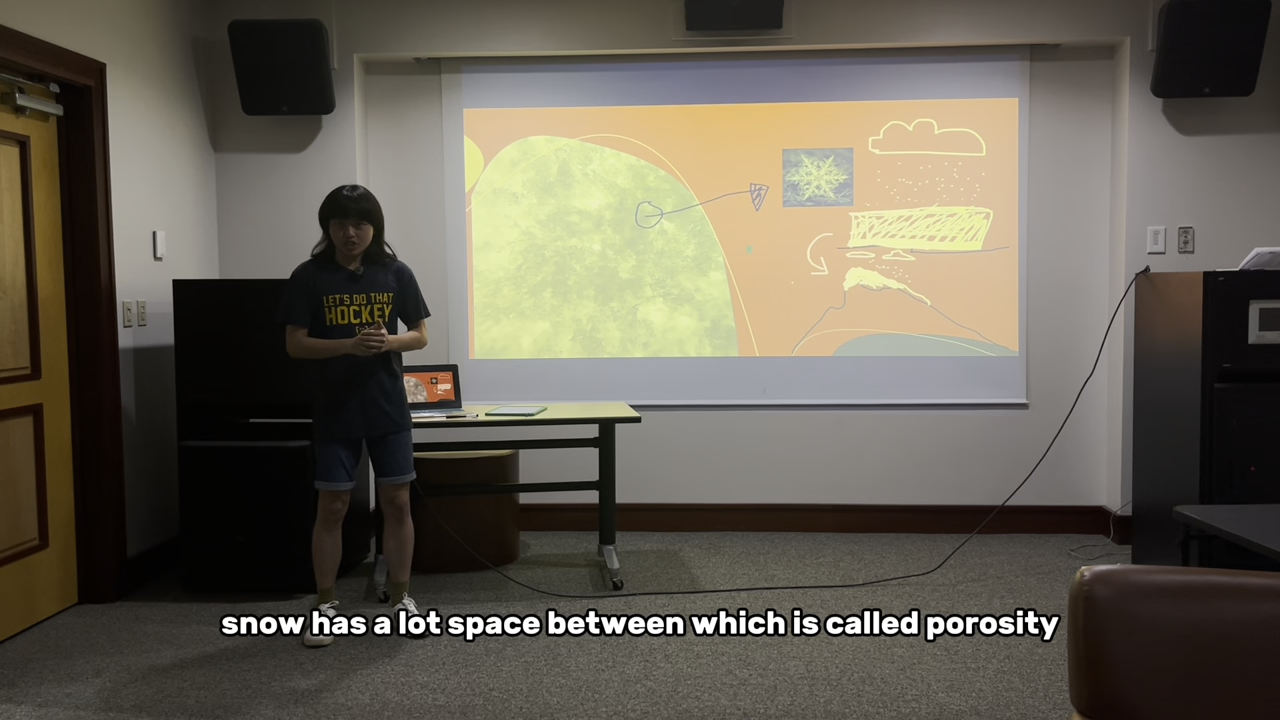 LET'S DO THAT
HOCKEY
snow has a lot space between which is called porosity